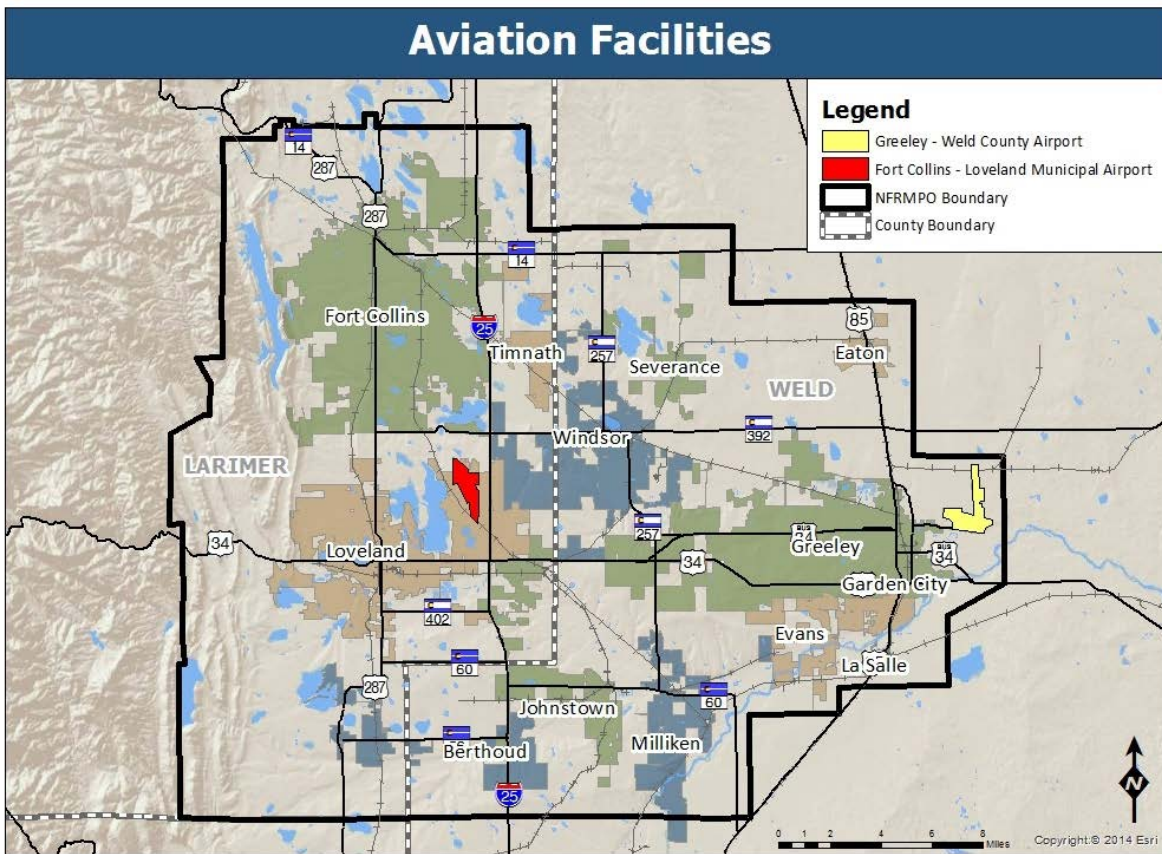 Aviation Facilities
Legend
Greeley - Weld County Airport
Fort Collins - Loveland Municipal Airport
NFRMPO Boundary
County Boundary
14
287
287
14
Fort Collins
25
85
Timnath
257
Eaton
Severance
WELD
392
Windsor
LARIMER
257
BUS
34
Greeley
BUS
34
34
Loveland
34
Garden City
402
Evans
60
La Salle
287
60
Johnstown
Berthoud
Milliken
25
N
0 1 2 4 6 8
Miles
Copyright:© 2014 Esri